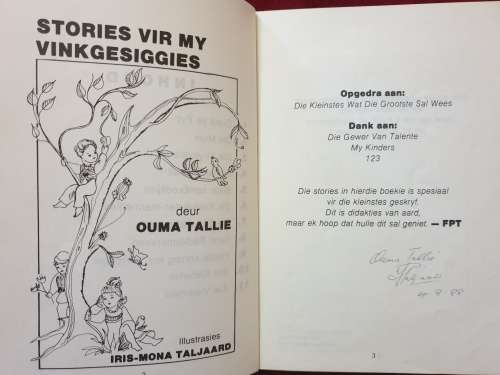 STORIES VIR MY
VINKGESIGGIES
deur
OUMA TALLIE
Illustrasies
IRIS-MONA TALJAARD
Opgedra aan:
Die Kleinstes Wat Die Grootste Sal Wees
Dank aan:
Die Gewer Van Talente
My Kinders
123
Die stories in hierdie boekie is spesiaal
vir die kleinstes geskryf.
Dit is didakties van aard,
maar ek hoop dat hulle dit sal geniet. — FPT
Ouma Tallie
3